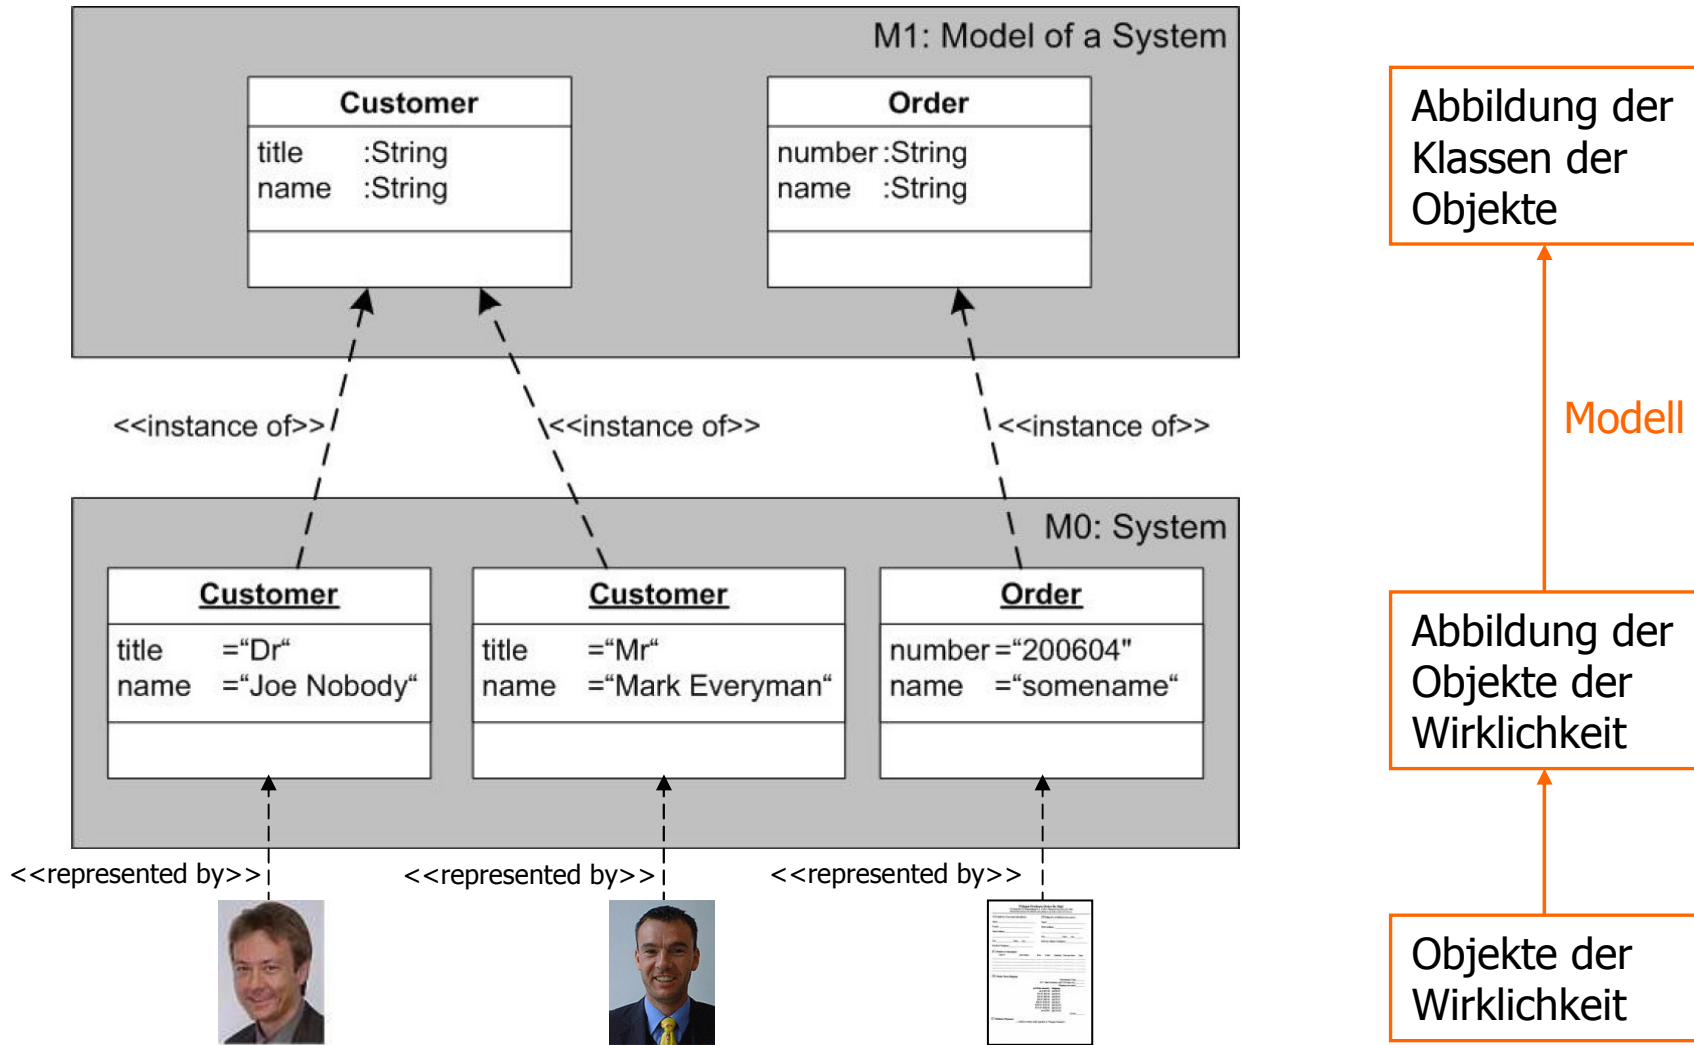 M1: Model of a System
Customer
title :String
name :String
Order
number :String
name :String
Abbildung der
Klassen der
Objekte
<<instance of>>
<<instance of>>
<<instance of>>
Modell
M0: System
Customer
title =“Dr“
name =“Joe Nobody“
Customer
title =“Mr“
name =“Mark Everyman“
Order
number =“200604"
name =“somename“
Abbildung der
Objekte der
Wirklichkeit
<<represented by>>
<<represented by>>
<<represented by>>
Objekte der
Wirklichkeit